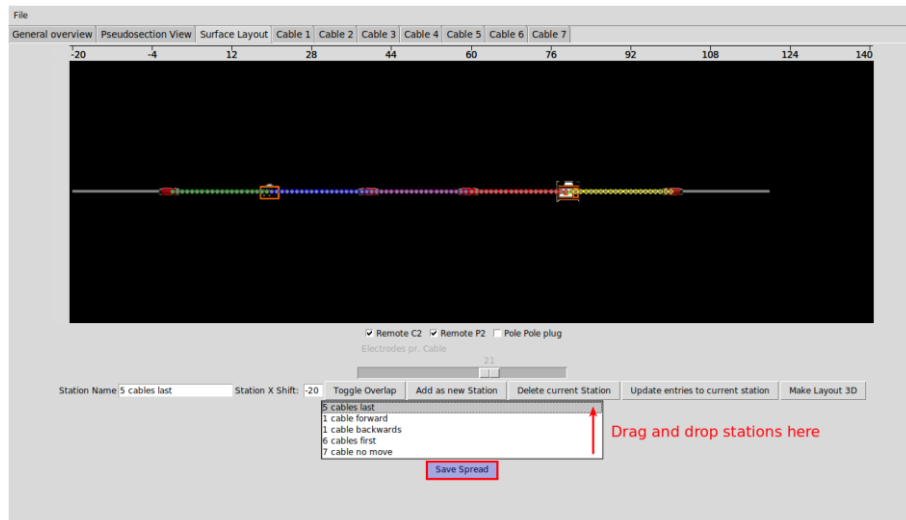 File
General overview Pseudosection View Surface Layout Cable 1 Cable 2 Cable 3 Cable 4 Cable 5 Cable 6 Cable 7
-20 -4 12 28 44 60 76 92 108 124 140
Remote C2 Remote P2 Pole Pole plug
Electrodes pr. Cable
21
Station Name 5 cables last Station X Shift: -20 Toggle Overlap Add as new Station Delete current Station Update entries to current station Make Layout 3D
5 cables last
1 cable forward
1 cable backwards
6 cables first
7 cable no move
Drag and drop stations here
Save Spread